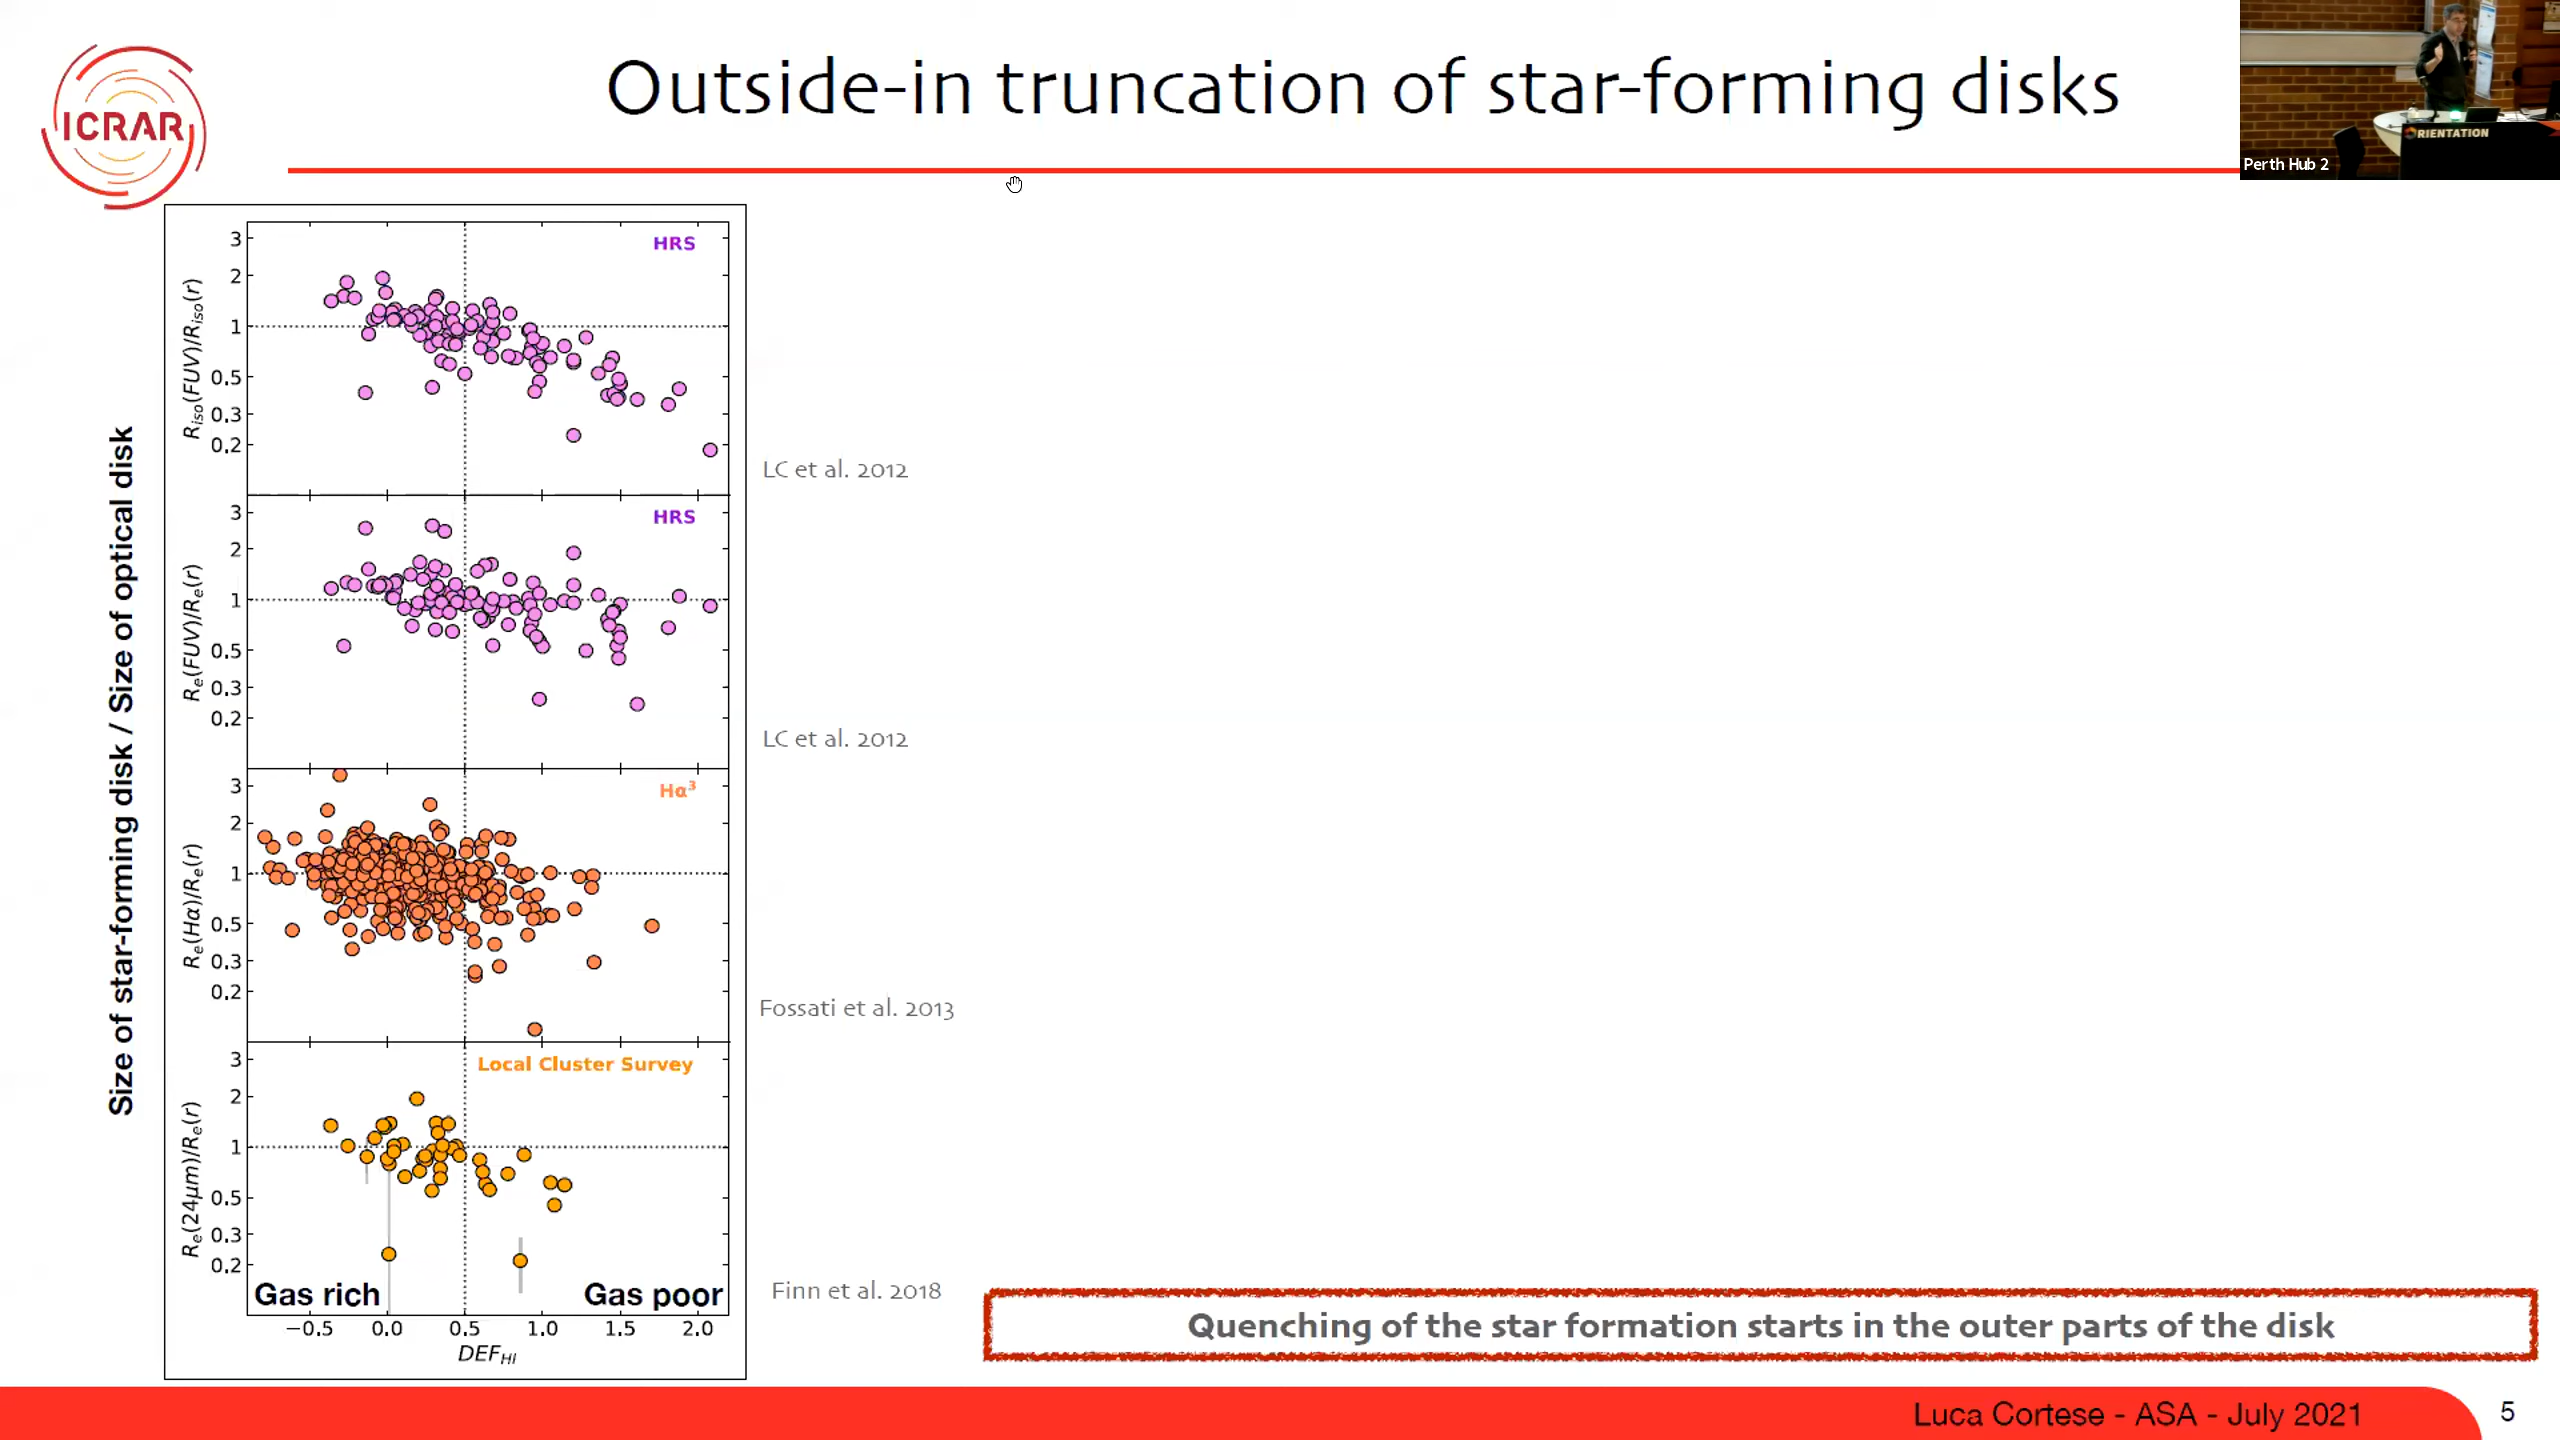 ICRAR
Outside-in truncation of star-forming disks
RIENTATION
Perth Hub 2
Size of star-forming disk / Size of optical disk
HRS
3
2
1
0.5
0.3
0.2
R_iso(FUV)/R_iso(r)
LC et al. 2012
HRS
3
2
1
0.5
0.3
0.2
R_e(FUV)/R_e(r)
LC et al. 2012
Hα³
3
2
1
0.5
0.3
0.2
R_e(Hα)/R_e(r)
Fossati et al. 2013
Local Cluster Survey
3
2
1
0.5
0.3
0.2
R_e(24μm)/R_e(r)
Gas rich
Gas poor
Finn et al. 2018
−0.5 0.0 0.5 1.0 1.5 2.0
DEF_HI
Quenching of the star formation starts in the outer parts of the disk
Luca Cortese - ASA - July 2021
5